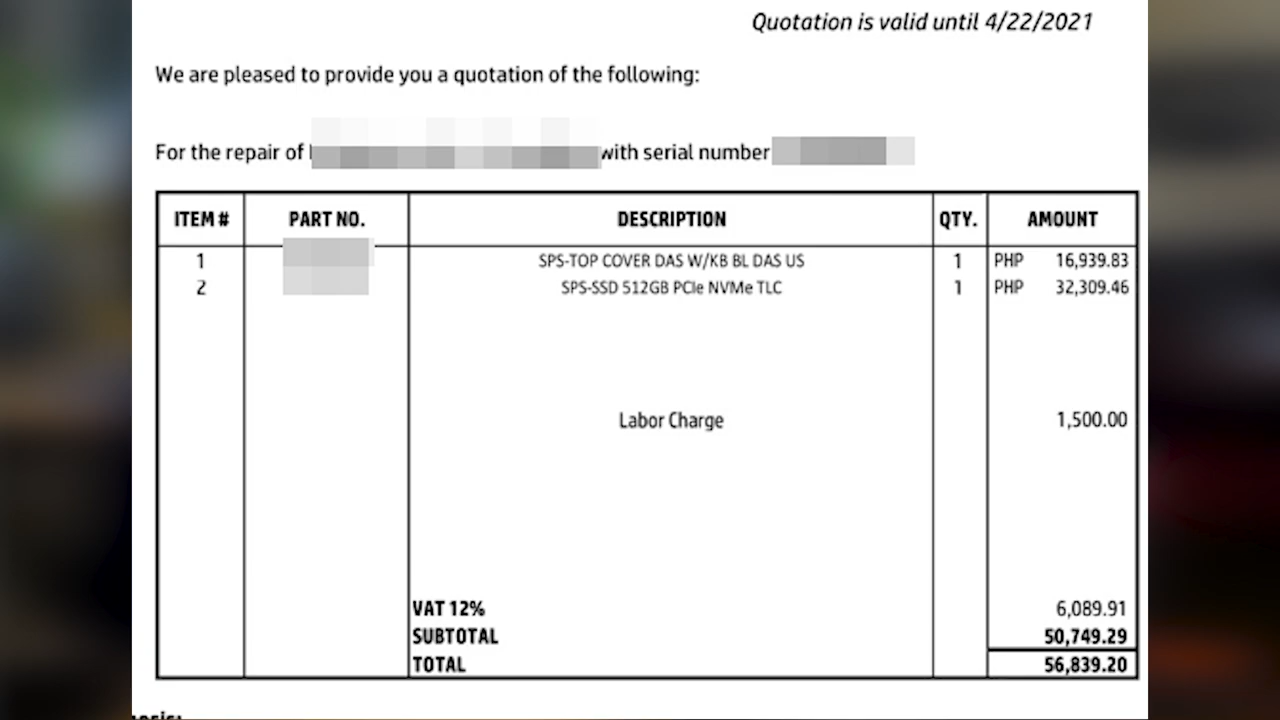 Quotation is valid until 4/22/2021
We are pleased to provide you a quotation of the following:
For the repair of with serial number
ITEM # PART NO. DESCRIPTION QTY. AMOUNT
1 SPS-TOP COVER DAS W/KB BL DAS US 1 PHP 16,939.83
2 SPS-SSD 512GB PCIe NVMe TLC 1 PHP 32,309.46
Labor Charge 1,500.00
VAT 12% 6,089.91
SUBTOTAL 50,749.29
TOTAL 56,839.20